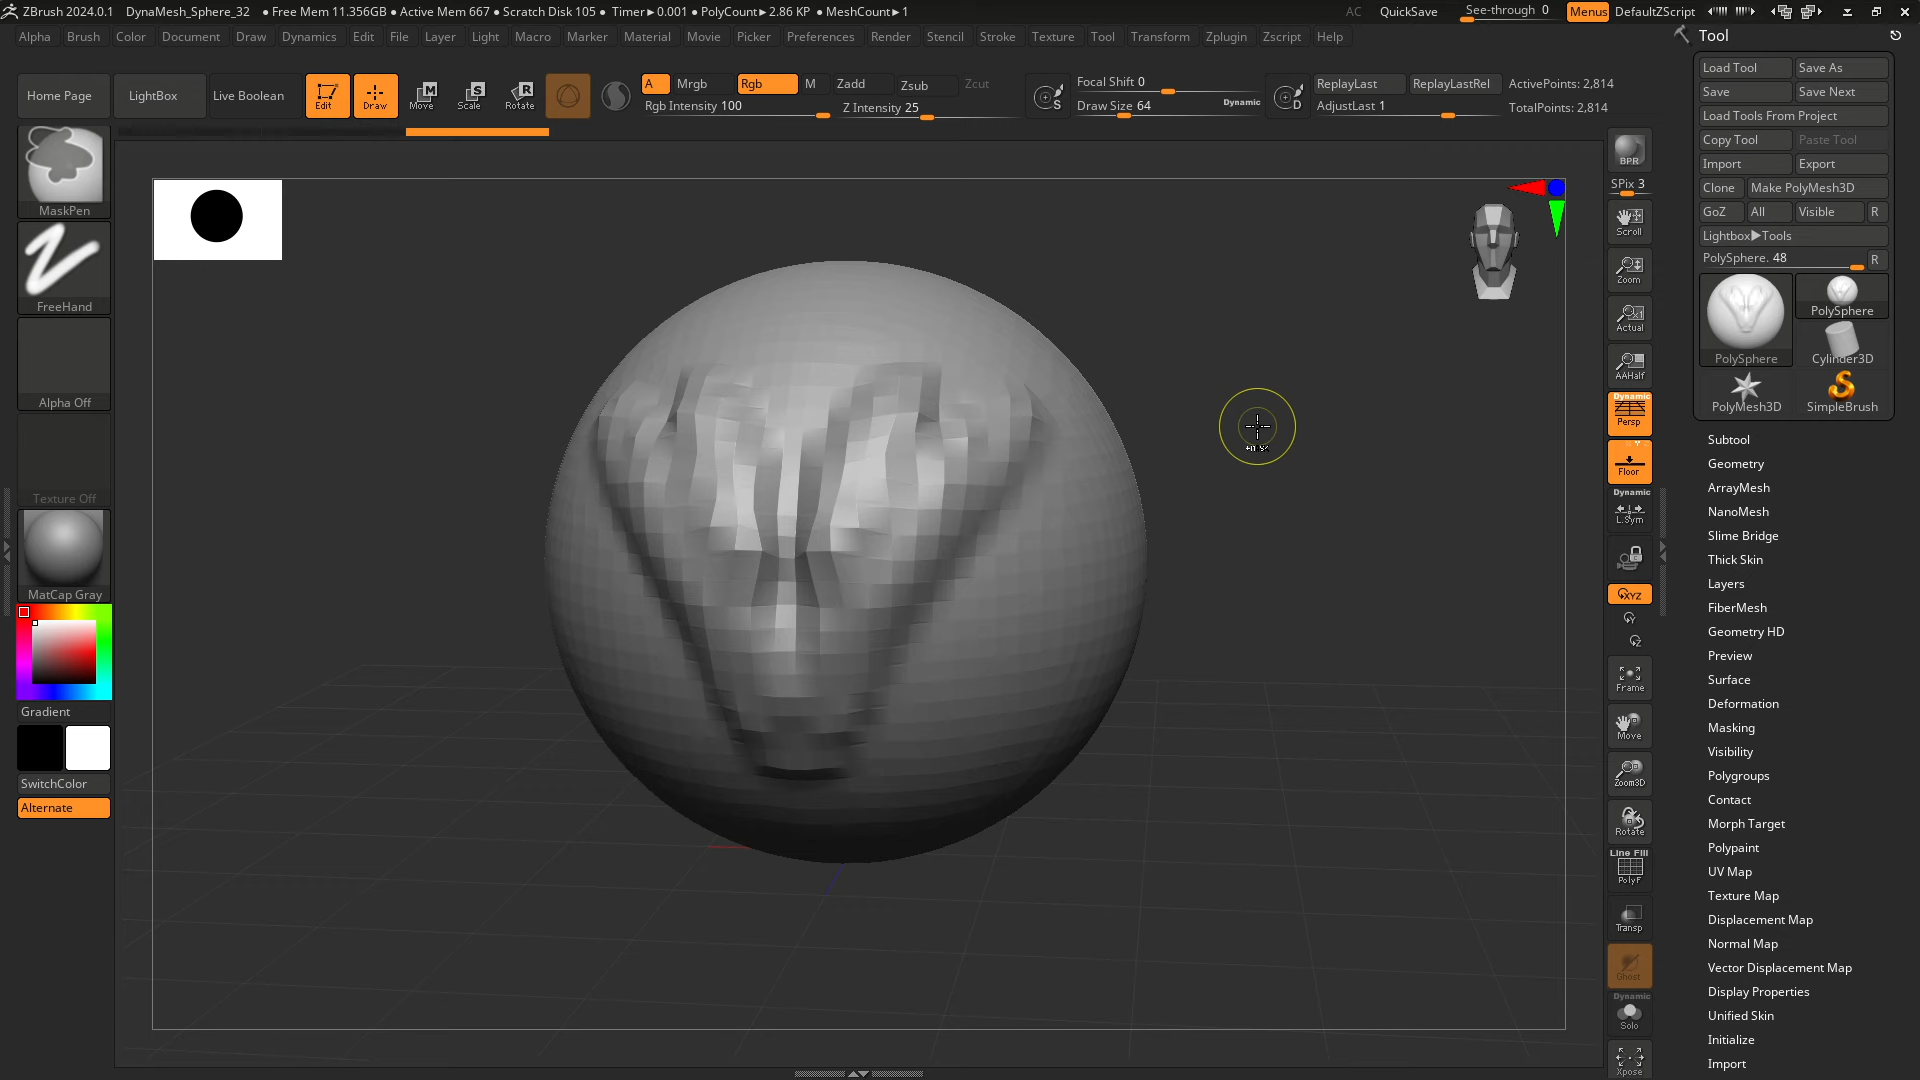 ZBrush 2024.0.1 DynaMesh_Sphere_32 ● Free Mem 11.356GB ● Active Mem 667 ● Scratch Disk 105 ● Timer►0.001 ● PolyCount►2.86 KP ● MeshCount►1 AC QuickSave See-through 0 Menus DefaultZScript
Alpha Brush Color Document Draw Dynamics Edit File Layer Light Macro Marker Material Movie Picker Preferences Render Stencil Stroke Texture Tool Transform Zplugin Zscript Help
Home Page LightBox Live Boolean Edit Draw Move Scale Rotate
M S R
A Mrgb Rgb M Zadd Zsub Zcut
Rgb Intensity 100 Z Intensity 25
S Focal Shift 0
Draw Size 64 Dynamic
D ReplayLast ReplayLastRel ActivePoints: 2,814
AdjustLast 1 TotalPoints: 2,814
MaskPen
FreeHand
Alpha Off
Texture Off
MatCap Gray
Gradient
SwitchColor
Alternate
BPR
SPix 3
Scroll
Zoom
Actual
AAHalf
Dynamic
Persp
Floor
Dynamic
L.Sym
XYZ
Y
Z
Frame
Move
Zoom3D
Rotate
Line Fill
PolyF
Transp
Ghost
Dynamic
Solo
Xpose
Tool
Load Tool Save As
Save Save Next
Load Tools From Project
Copy Tool Paste Tool
Import Export
Clone Make PolyMesh3D
GoZ All Visible R
Lightbox►Tools
PolySphere. 48 R
PolySphere PolySphere
Cylinder3D
PolyMesh3D SimpleBrush
Subtool
Geometry
ArrayMesh
NanoMesh
Slime Bridge
Thick Skin
Layers
FiberMesh
Geometry HD
Preview
Surface
Deformation
Masking
Visibility
Polygroups
Contact
Morph Target
Polypaint
UV Map
Texture Map
Displacement Map
Normal Map
Vector Displacement Map
Display Properties
Unified Skin
Initialize
Import